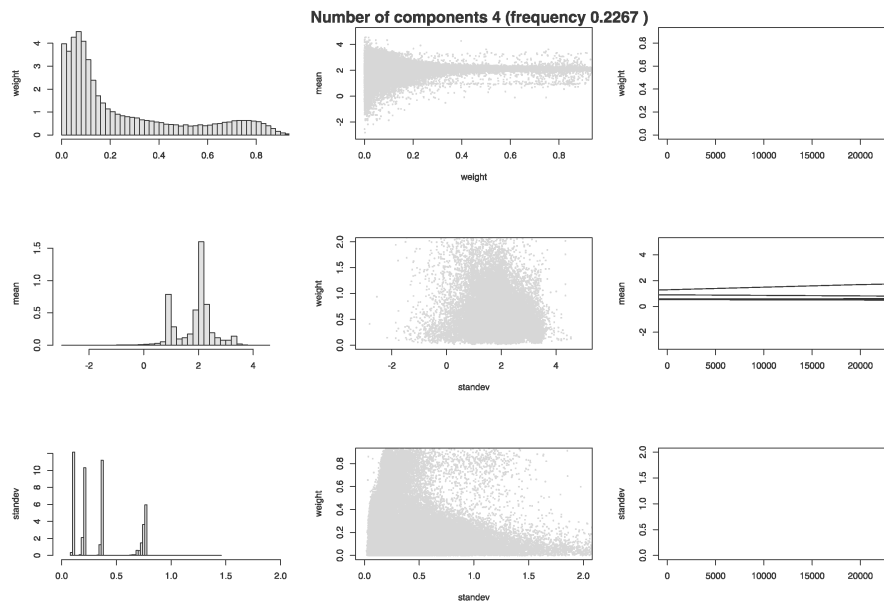 Number of components 4 (frequency 0.2267 )
weight
0 1 2 3 4
0.0 0.2 0.4 0.6 0.8
mean
-2 0 2 4
0.0 0.2 0.4 0.6 0.8
weight
weight
0.0 0.2 0.4 0.6 0.8
0 5000 10000 15000 20000
mean
0.0 0.5 1.0 1.5
-2 0 2 4
weight
0.0 0.5 1.0 1.5 2.0
-2 0 2 4
standev
mean
-2 0 2 4
0 5000 10000 15000 20000
standev
0 2 4 6 8 10
0.0 0.5 1.0 1.5 2.0
weight
0.0 0.2 0.4 0.6 0.8
0.0 0.5 1.0 1.5 2.0
standev
standev
0.0 0.5 1.0 1.5 2.0
0 5000 10000 15000 20000